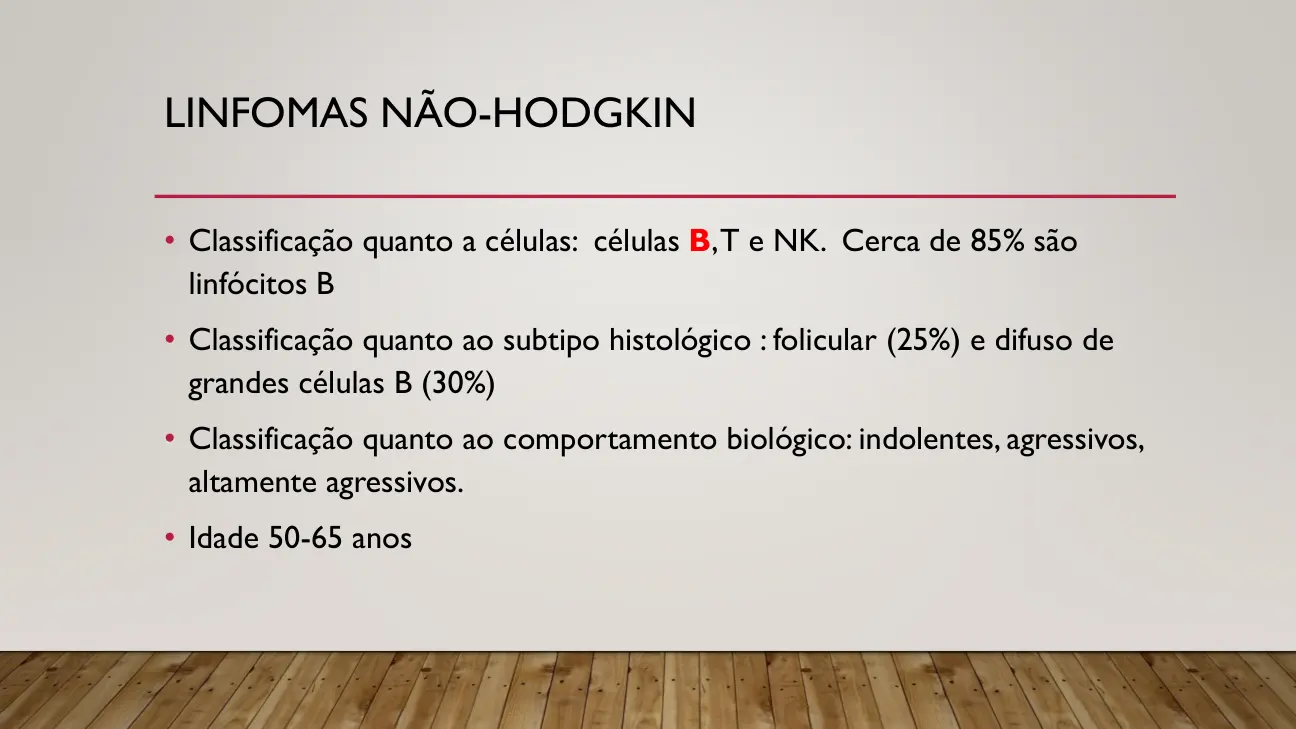 LINFOMAS NÃO-HODGKIN
• Classificação quanto a células:  células B, T e NK.  Cerca de 85% são
linfócitos B
• Classificação quanto ao subtipo histológico : folicular (25%) e difuso de
grandes células B (30%)
• Classificação quanto ao comportamento biológico: indolentes, agressivos,
altamente agressivos.
• Idade 50-65 anos